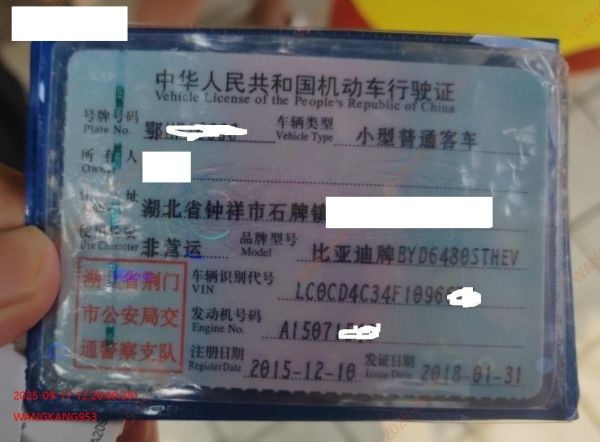 中华人民共和国机动车行驶证
Vehicle License of the People's Republic of China
号牌号码 鄂 车辆类型 小型普通客车
Plate No. Vehicle Type
所有人
Owner
湖北省钟祥市石牌镇
使用性质 非营运 品牌型号 比亚迪牌BYD6480STHEV
Use Character Model
湖北省荆门
市公安局交
通警察支队
车辆识别代号 LC0CD4C34F1096
VIN
发动机号码 A1507
Engine No.
注册日期 2015-12-10 发证日期 2018-01-31
Register Date Issue Date
2025-09-11
WANGKANG953